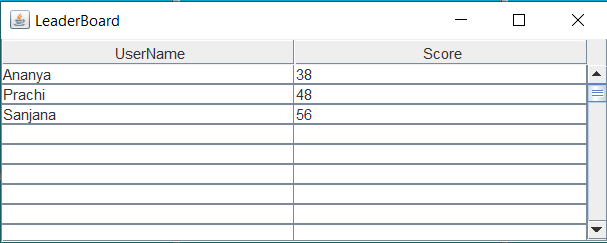 LeaderBoard
UserName Score
Ananya 38
Prachi 48
Sanjana 56